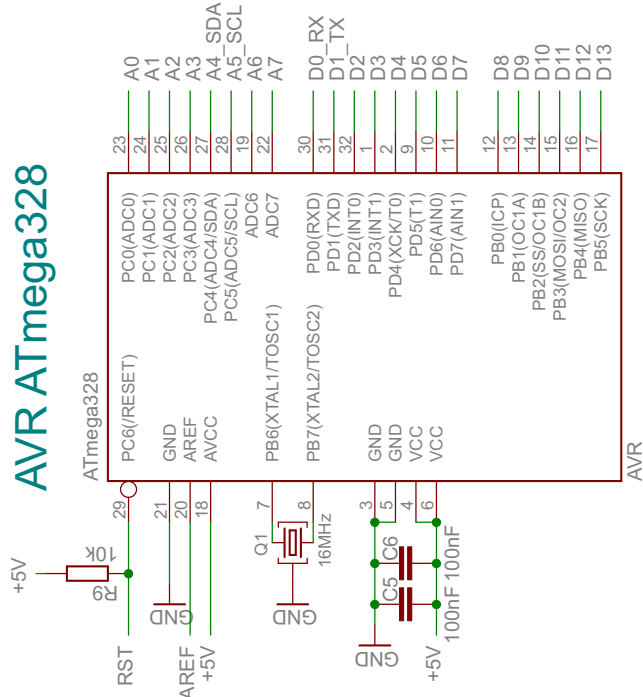 AVR ATmega328
ATmega328
AVR
PC6(/RESET)
GND
AREF
AVCC
PB6(XTAL1/TOSC1)
PB7(XTAL2/TOSC2)
GND
GND
VCC
VCC
PC0(ADC0)
PC1(ADC1)
PC2(ADC2)
PC3(ADC3)
PC4(ADC4/SDA)
PC5(ADC5/SCL)
ADC6
ADC7
PD0(RXD)
PD1(TXD)
PD2(INT0)
PD3(INT1)
PD4(XCK/T0)
PD5(T1)
PD6(AIN0)
PD7(AIN1)
PB0(ICP)
PB1(OC1A)
PB2(SS/OC1B)
PB3(MOSI/OC2)
PB4(MISO)
PB5(SCK)
29
21
20
18
7
8
3
5
4
6
23
24
25
26
27
28
19
22
30
31
32
1
2
9
10
11
12
13
14
15
16
17
A0
A1
A2
A3
A4_SDA
A5_SCL
A6
A7
D0_RX
D1_TX
D2
D3
D4
D5
D6
D7
D8
D9
D10
D11
D12
D13
+5V
R9
10k
RST
GND
AREF
+5V
Q1
16MHz
GND
GND
C5
C6
100nF
100nF
+5V